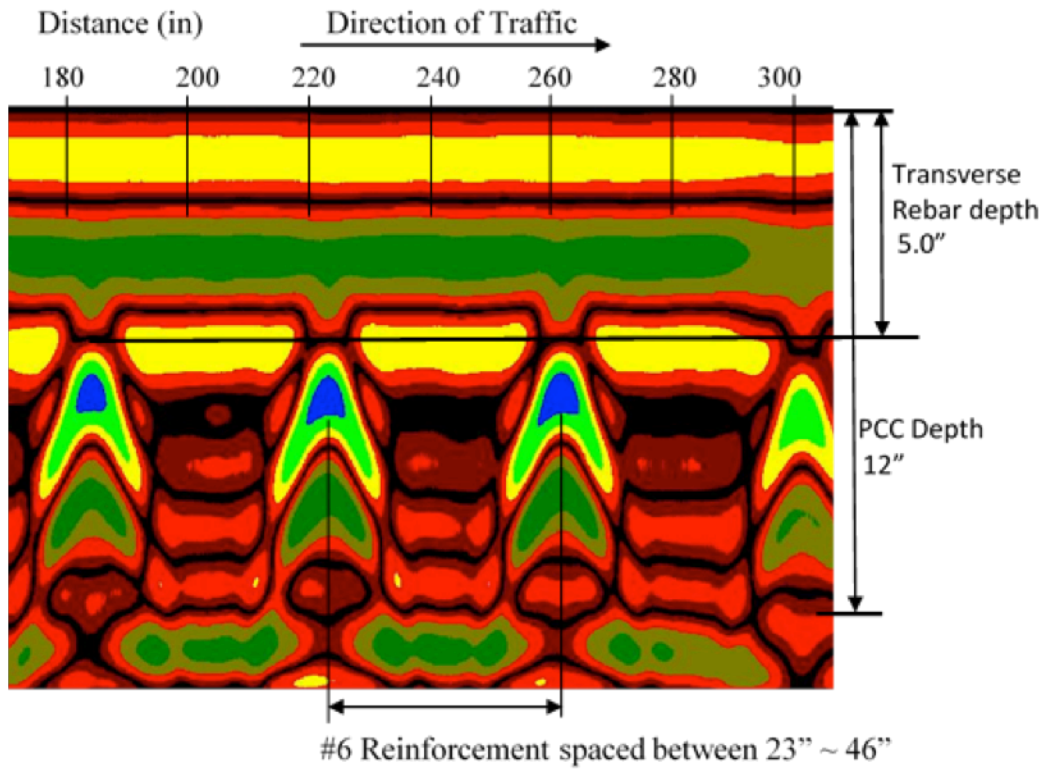 Distance (in)
Direction of Traffic
180 200 220 240 260 280 300
Transverse
Rebar depth
5.0”
PCC Depth
12”
#6 Reinforcement spaced between 23” ~ 46”